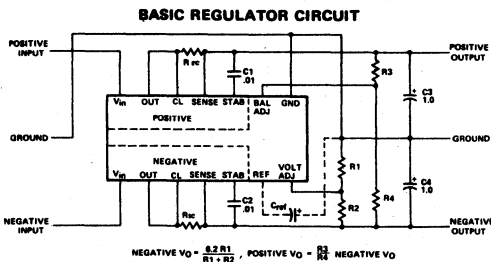 BASIC REGULATOR CIRCUIT
POSITIVE INPUT
POSITIVE OUTPUT
Rsc
C1 .01
R3
C3 1.0
Vin OUT CL SENSE STAB BAL ADJ GND
POSITIVE
GROUND
GROUND
NEGATIVE
Vin OUT CL SENSE STAB REF VOLT ADJ
R1
C4 1.0
C2 .01
Cref
R2
R4
Rsc
NEGATIVE INPUT
NEGATIVE OUTPUT
NEGATIVE VO = 6.2 R1 / R1 + R2 , POSITIVE VO = R3 / R4 NEGATIVE VO